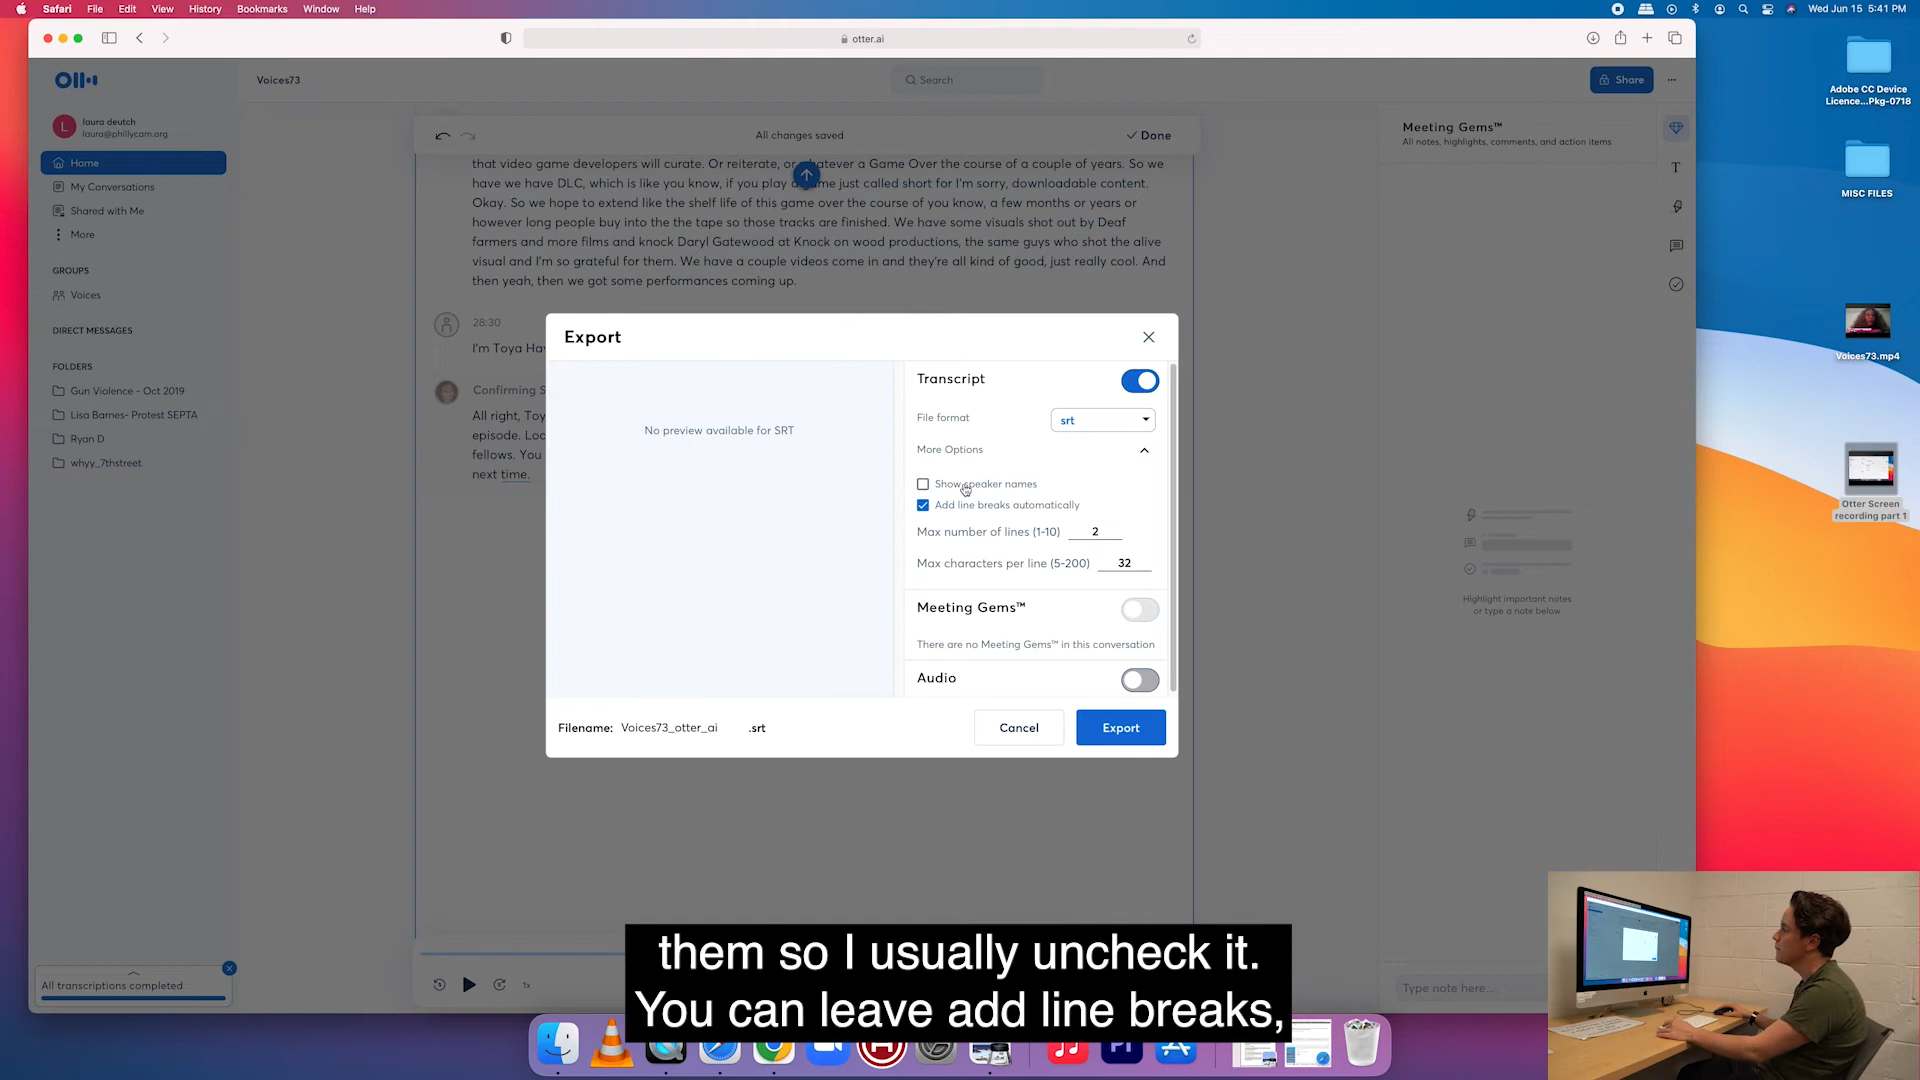 Safari File Edit View History Bookmarks Window Help
Wed Jun 15 5:41 PM
otter.ai
Voices73
Search
Share
laura deutch
laura@phillycam.org
Home
My Conversations
Shared with Me
More
GROUPS
Voices
DIRECT MESSAGES
FOLDERS
Gun Violence - Oct 2019
Lisa Barnes- Protest SEPTA
Ryan D
whyy_7thstreet
All transcriptions completed
All changes saved
Done
that video game developers will curate. Or reiterate, or whatever a Game Over the course of a couple of years. So we
have we have DLC, which is like you know, if you play a game just called short for I'm sorry, downloadable content.
Okay. So we hope to extend like the shelf life of this game over the course of you know, a few months or years or
however long people buy into the the tape so those tracks are finished. We have some visuals shot out by Deaf
farmers and more films and knock Daryl Gatewood at Knock on wood productions, the same guys who shot the alive
visual and I'm so grateful for them. We have a couple videos come in and they're all kind of good, just really cool. And
then yeah, then we got some performances coming up.
28:30
I'm Toya Hav
Confirming S
All right, Toy
episode. Loo
fellows. You
next time.
Export
No preview available for SRT
Transcript
File format
srt
More Options
Show speaker names
Add line breaks automatically
Max number of lines (1-10) 2
Max characters per line (5-200) 32
Meeting Gems™
There are no Meeting Gems™ in this conversation
Audio
Filename: Voices73_otter_ai .srt
Cancel
Export
1x
Meeting Gems™
All notes, highlights, comments, and action items
T
Highlight important notes
or type a note below
Type note here...
Adobe CC Device
Licence...Pkg-0718
MISC FILES
Voices73.mp4
Otter Screen
recording part 1
them so I usually uncheck it.
You can leave add line breaks,